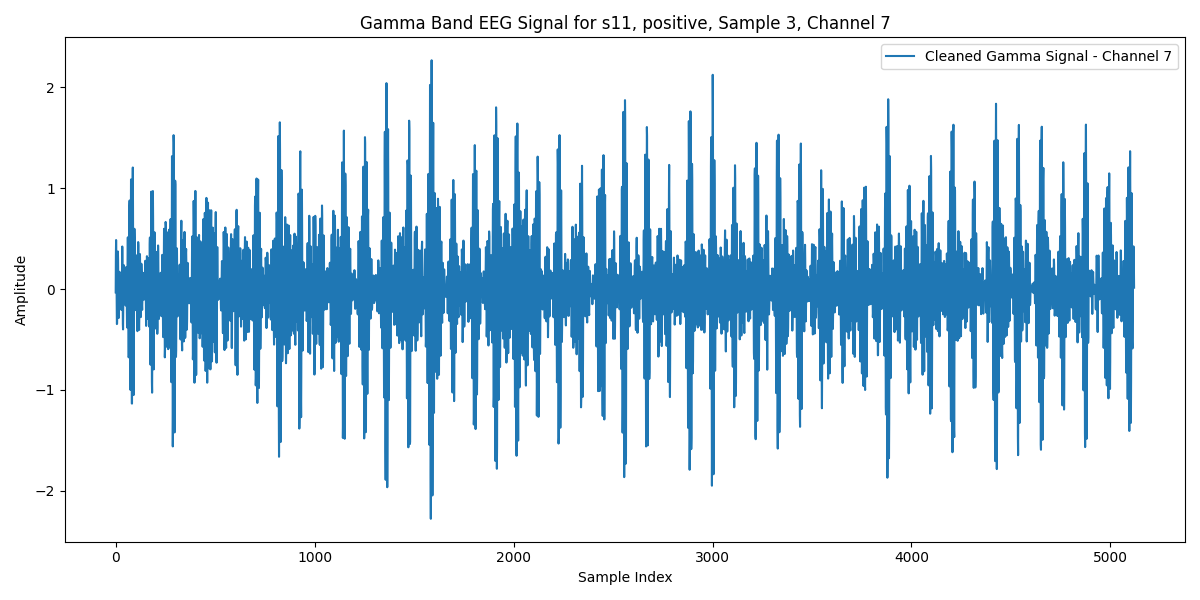 Gamma Band EEG Signal for s11, positive, Sample 3, Channel 7
Cleaned Gamma Signal - Channel 7
2
1
0
−1
−2
Amplitude
0 1000 2000 3000 4000 5000
Sample Index